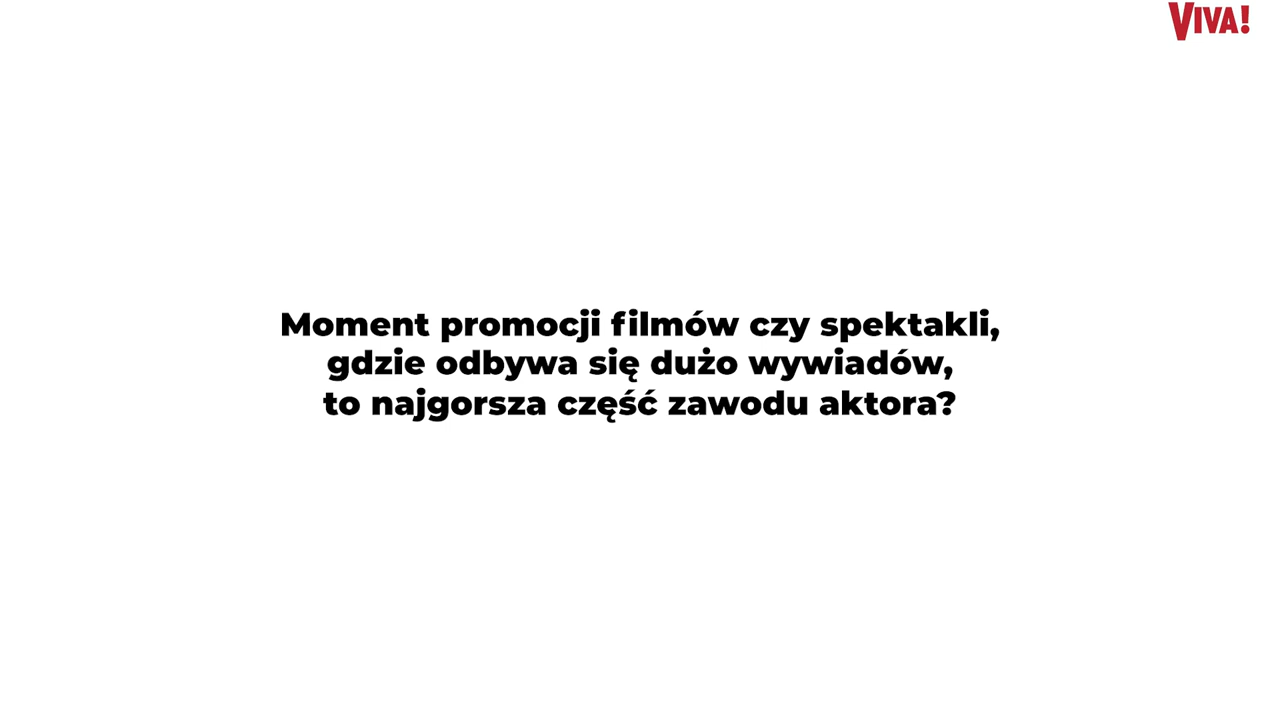 VIVA!
Moment promocji filmów czy spektakli,
gdzie odbywa się dużo wywiadów,
to najgorsza część zawodu aktora?